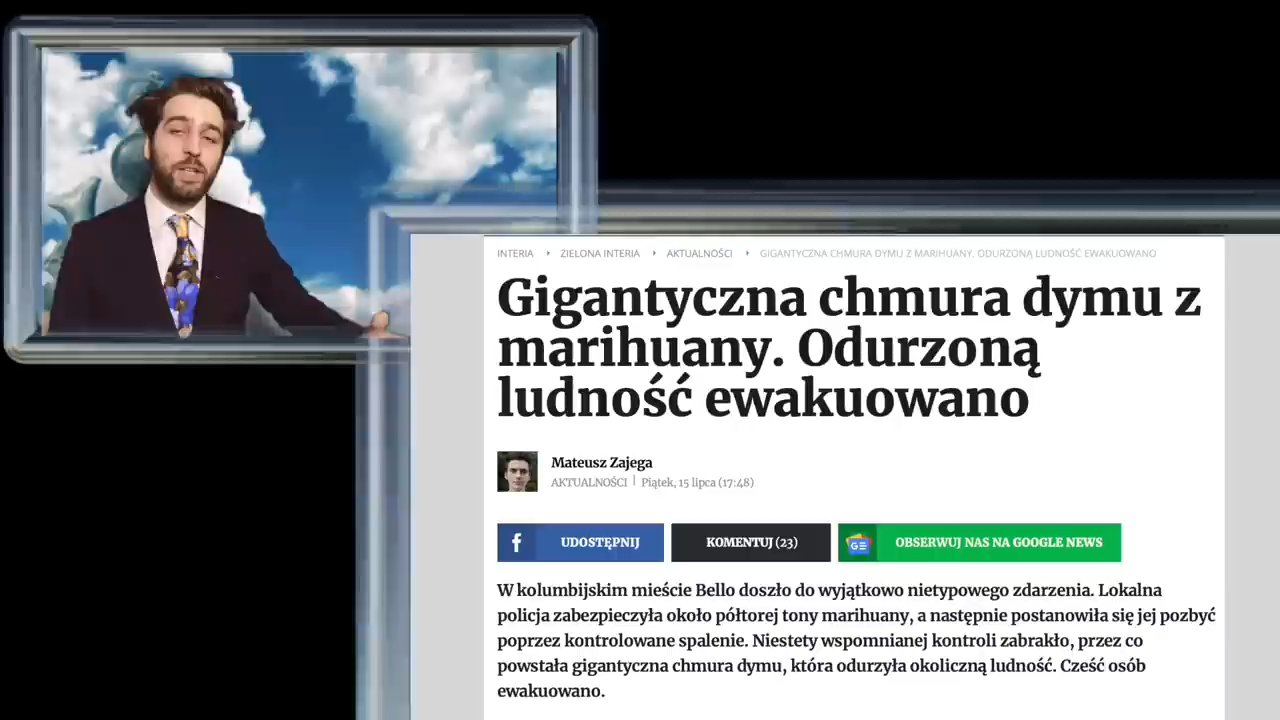 INTERIA ZIELONA INTERIA AKTUALNOŚCI GIGANTYCZNA CHMURA DYMU Z MARIHUANY. ODURZONĄ LUDNOŚĆ EWAKUOWANO
Gigantyczna chmura dymu z
marihuany. Odurzoną
ludność ewakuowano
Mateusz Zajega
AKTUALNOŚCI | Piątek, 15 lipca (17:48)
f UDOSTĘPNIJ KOMENTUJ (23) GE OBSERWUJ NAS NA GOOGLE NEWS
W kolumbijskim mieście Bello doszło do wyjątkowo nietypowego zdarzenia. Lokalna
policja zabezpieczyła około półtorej tony marihuany, a następnie postanowiła się jej pozbyć
poprzez kontrolowane spalenie. Niestety wspomnianej kontroli zabrakło, przez co
powstała gigantyczna chmura dymu, która odurzyła okoliczną ludność. Cześć osób
ewakuowano.